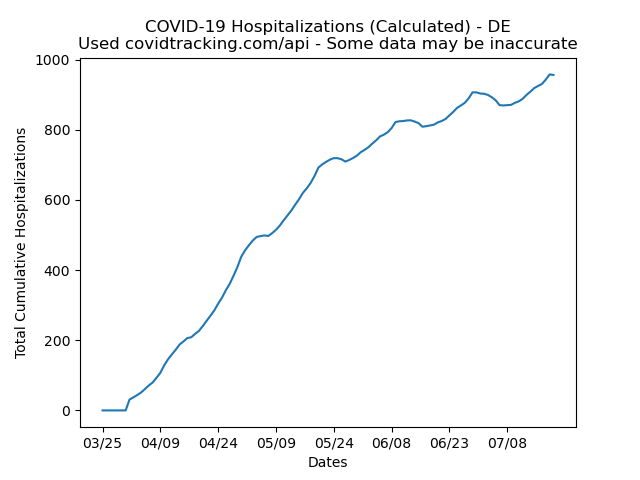 COVID-19 Hospitalizations (Calculated) - DE
Used covidtracking.com/api - Some data may be inaccurate
1000
800
600
400
200
0
Total Cumulative Hospitalizations
03/25 04/09 04/24 05/09 05/24 06/08 06/23 07/08
Dates